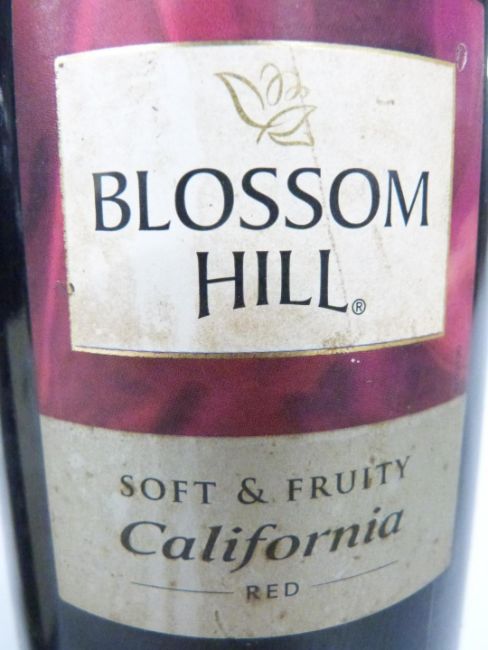 BLOSSOM
HILL®
SOFT & FRUITY
California
RED